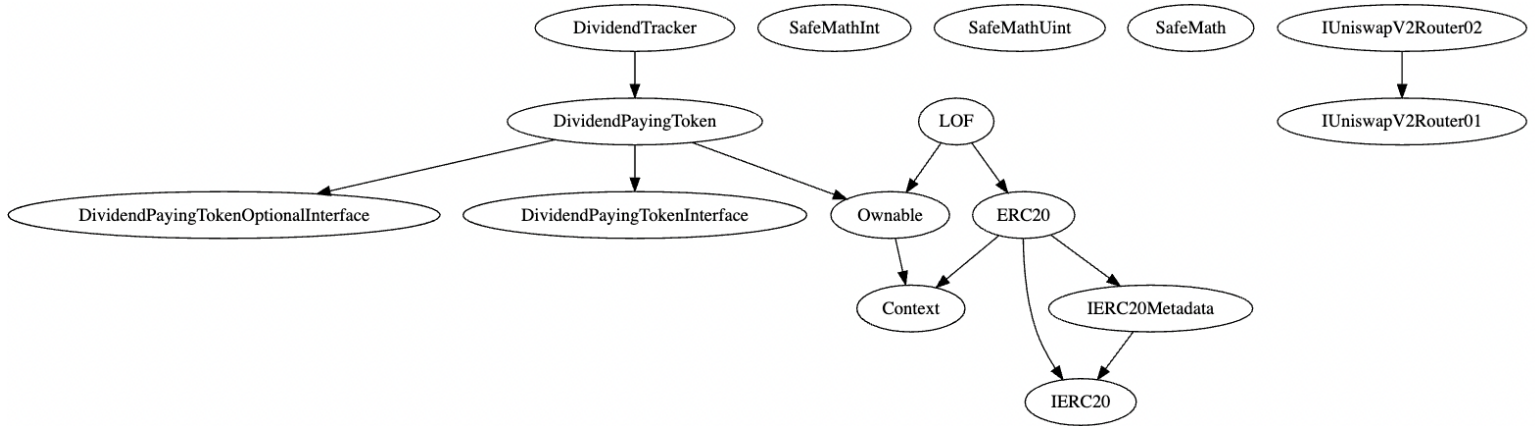 DividendTracker
SafeMathInt
SafeMathUint
SafeMath
IUniswapV2Router02
DividendPayingToken
LOF
IUniswapV2Router01
DividendPayingTokenOptionalInterface
DividendPayingTokenInterface
Ownable
ERC20
Context
IERC20Metadata
IERC20